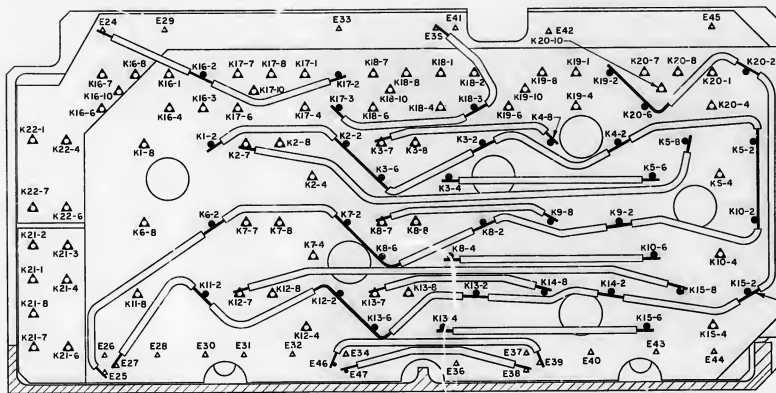 E24 E29 E33 E35 E41 E42 E45
K20-10
K16-7 K16-8 K16-1 K16-2 K17-7 K17-8 K17-1 K17-2 K18-7 K18-8 K18-1 K18-2 K19-8 K19-1 K19-2 K20-7 K20-8 K20-1 K20-2
K16-10 K17-10 K18-10 K19-10
K16-6 K16-4 K16-3 K17-6 K17-4 K17-3 K18-6 K18-4 K18-3 K19-6 K19-4 K20-6 K20-4
K22-1 K22-4 K1-8 K1-2 K2-7 K2-8 K2-2 K3-7 K3-8 K3-2 K4-8 K4-2 K5-8 K5-2
K2-4 K3-6 K3-4 K5-6 K5-4
K22-7 K22-6 K6-8 K6-2 K7-7 K7-8 K7-2 K8-7 K8-8 K8-2 K9-8 K9-2 K10-2
K21-2 K21-3 K7-4 K8-6 K8-4 K10-6 K10-4
K21-1 K21-4 K11-8 K11-2 K12-7 K12-8 K12-2 K13-7 K13-8 K13-2 K14-8 K14-2 K15-8 K15-2
K21-8 K12-4 K13-6 K13-4 K15-6 K15-4
K21-7 K21-6 E26 E27 E28 E30 E31 E32 E34 E37 E40 E43 E44
E25 E46 E47 E36 E38 E39